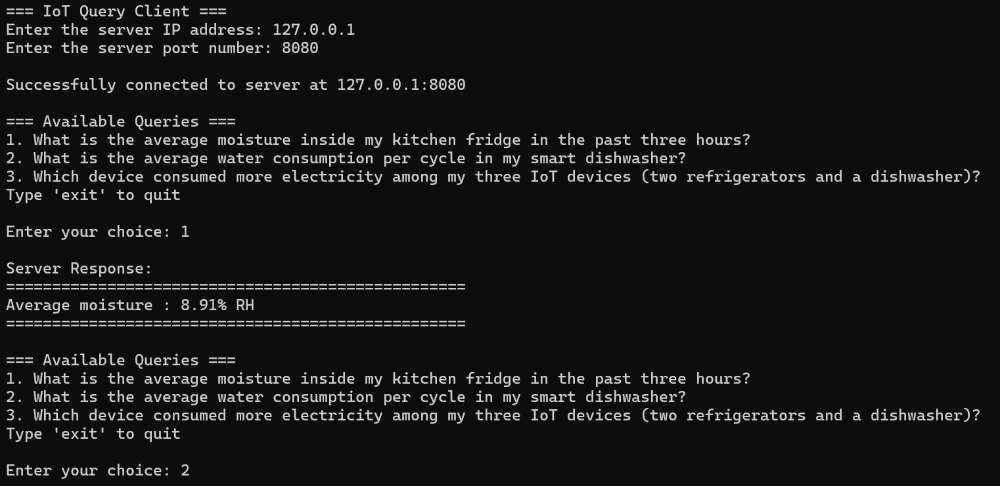 === IoT Query Client ===
Enter the server IP address: 127.0.0.1
Enter the server port number: 8080
Successfully connected to server at 127.0.0.1:8080
=== Available Queries ===
1. What is the average moisture inside my kitchen fridge in the past three hours?
2. What is the average water consumption per cycle in my smart dishwasher?
3. Which device consumed more electricity among my three IoT devices (two refrigerators and a dishwasher)?
Type 'exit' to quit
Enter your choice: 1
Server Response:
==================================================
Average moisture : 8.91% RH
==================================================
=== Available Queries ===
1. What is the average moisture inside my kitchen fridge in the past three hours?
2. What is the average water consumption per cycle in my smart dishwasher?
3. Which device consumed more electricity among my three IoT devices (two refrigerators and a dishwasher)?
Type 'exit' to quit
Enter your choice: 2